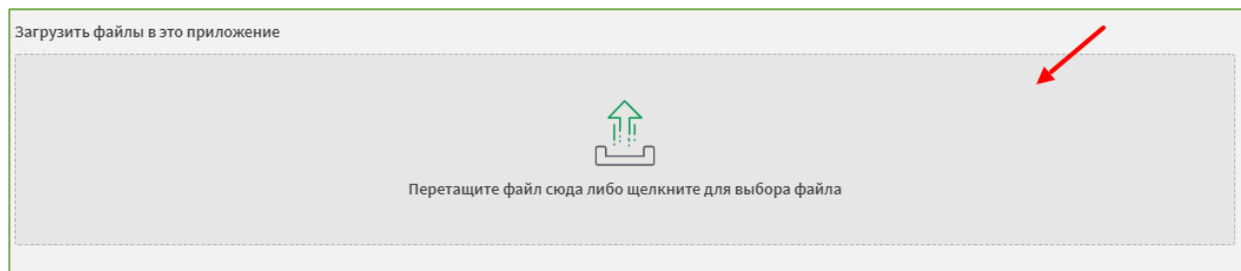 Загрузить файлы в это приложение
Перетащите файл сюда либо щелкните для выбора файла